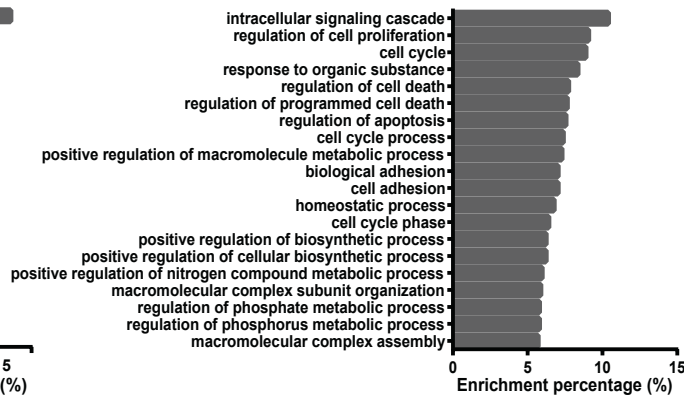 intracellular signaling cascade
regulation of cell proliferation
cell cycle
response to organic substance
regulation of cell death
regulation of programmed cell death
regulation of apoptosis
cell cycle process
positive regulation of macromolecule metabolic process
biological adhesion
cell adhesion
homeostatic process
cell cycle phase
positive regulation of biosynthetic process
positive regulation of cellular biosynthetic process
positive regulation of nitrogen compound metabolic process
macromolecular complex subunit organization
regulation of phosphate metabolic process
regulation of phosphorus metabolic process
macromolecular complex assembly
5
(%)
0 5 10 15
Enrichment percentage (%)